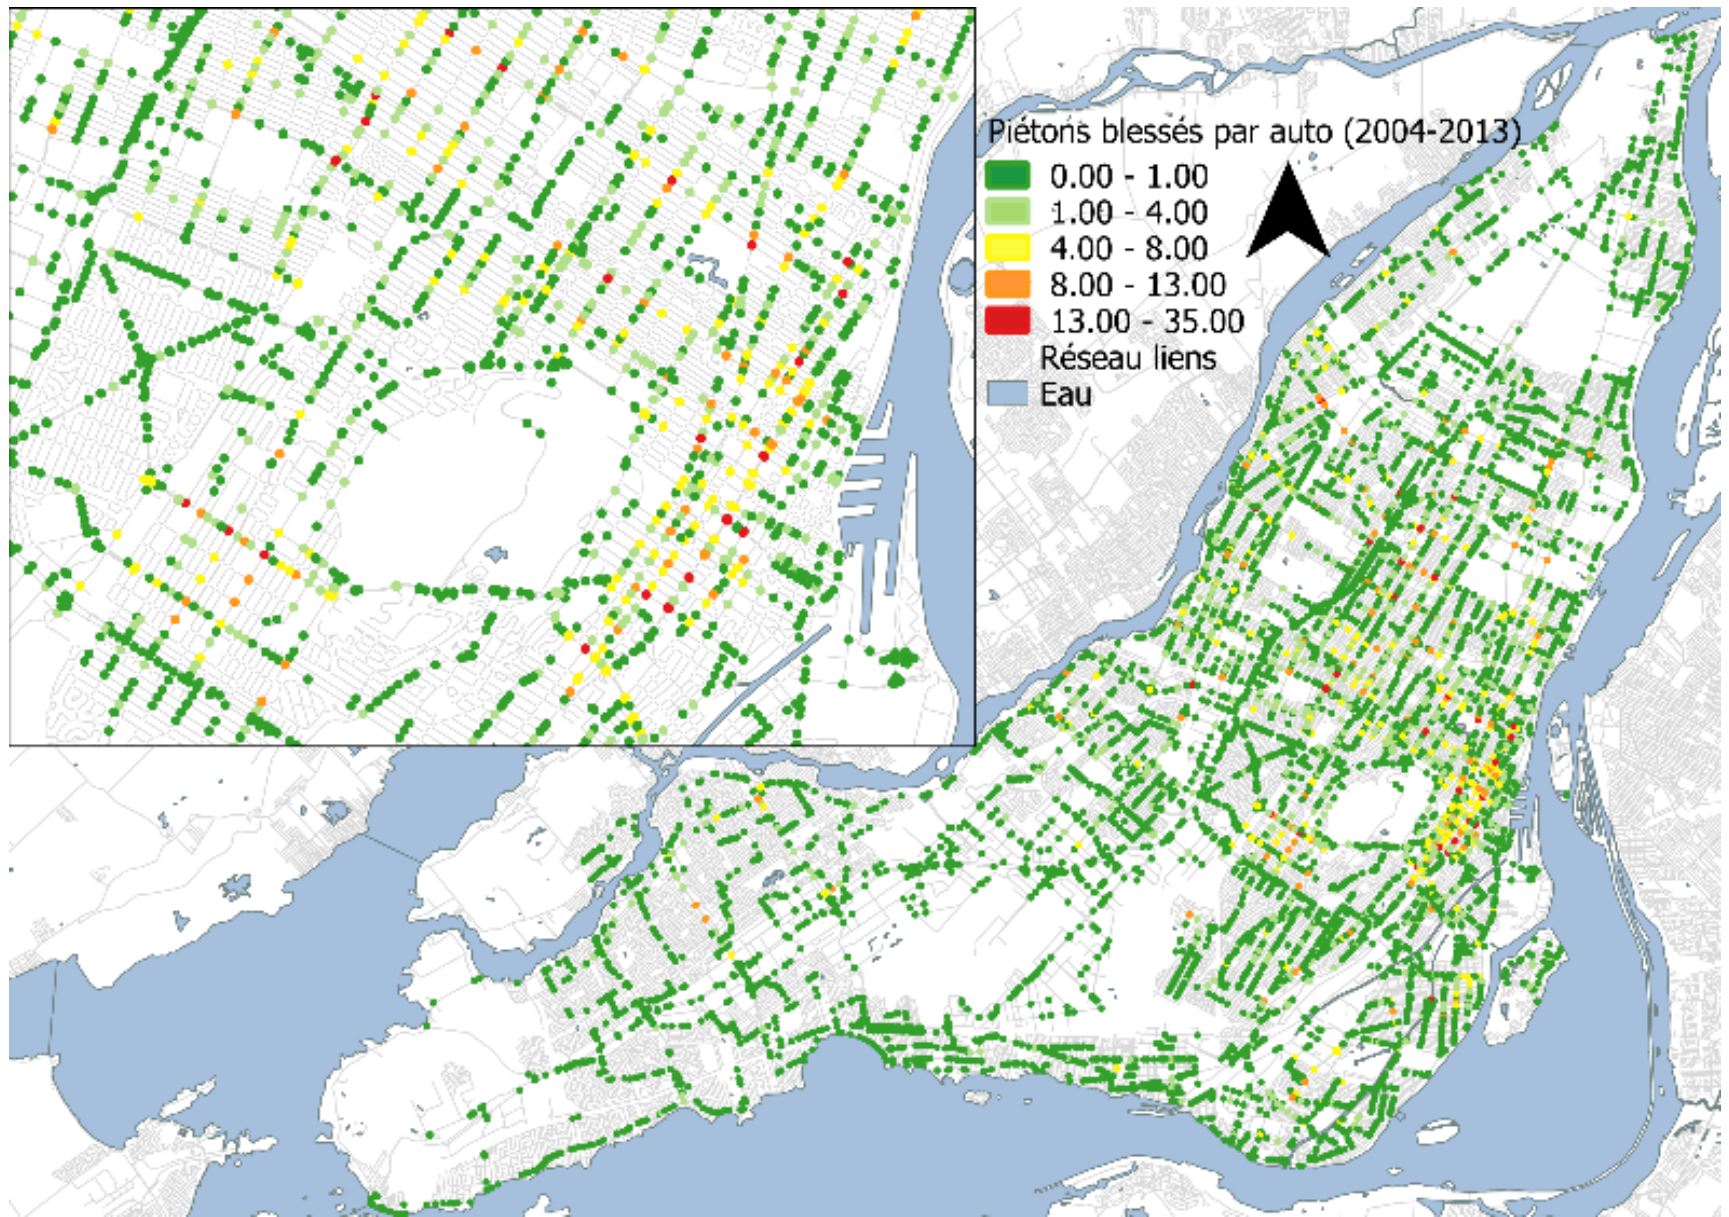 Piétons blessés par auto (2004-2013)
0.00 - 1.00
1.00 - 4.00
4.00 - 8.00
8.00 - 13.00
13.00 - 35.00
Réseau liens
Eau